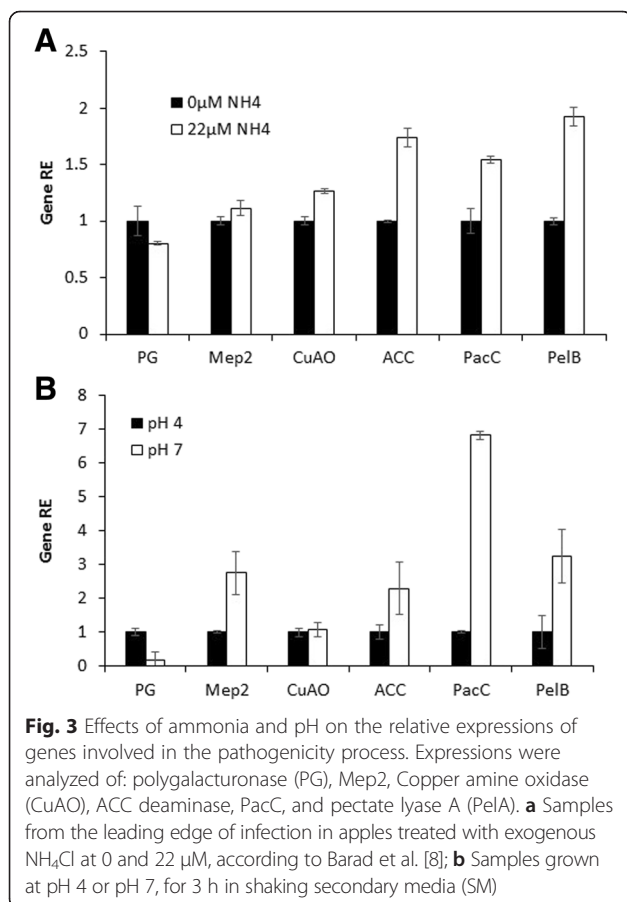 A
2.5
2
1.5
1
0.5
0
Gene RE
0µM NH4
22µM NH4
PG Mep2 CuAO ACC PacC PelB
B
8
7
6
5
4
3
2
1
0
Gene RE
pH 4
pH 7
PG Mep2 CuAO ACC PacC PelB
Fig. 3 Effects of ammonia and pH on the relative expressions of
genes involved in the pathogenicity process. Expressions were
analyzed of: polygalacturonase (PG), Mep2, Copper amine oxidase
(CuAO), ACC deaminase, PacC, and pectate lyase A (PelA). a Samples
from the leading edge of infection in apples treated with exogenous
NH₄Cl at 0 and 22 µM, according to Barad et al. [8]; b Samples grown
at pH 4 or pH 7, for 3 h in shaking secondary media (SM)